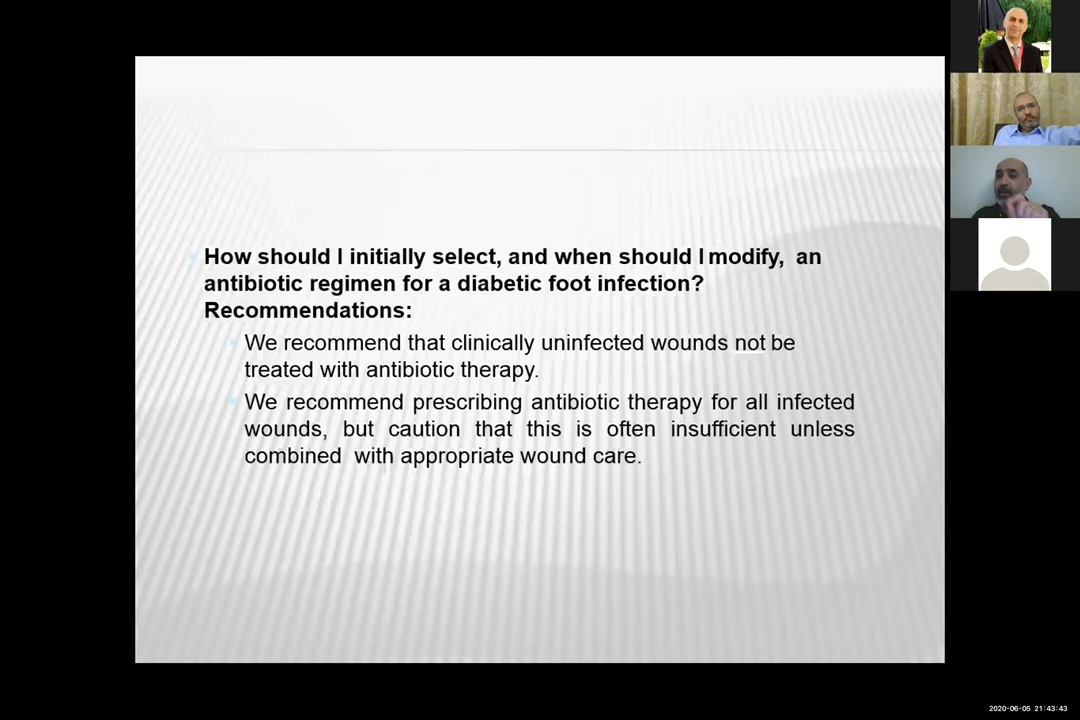 How should I initially select, and when should I modify, an
antibiotic regimen for a diabetic foot infection?
Recommendations:
We recommend that clinically uninfected wounds not be
treated with antibiotic therapy.
We recommend prescribing antibiotic therapy for all infected
wounds, but caution that this is often insufficient unless
combined with appropriate wound care.
2020-06-05 21:43:43